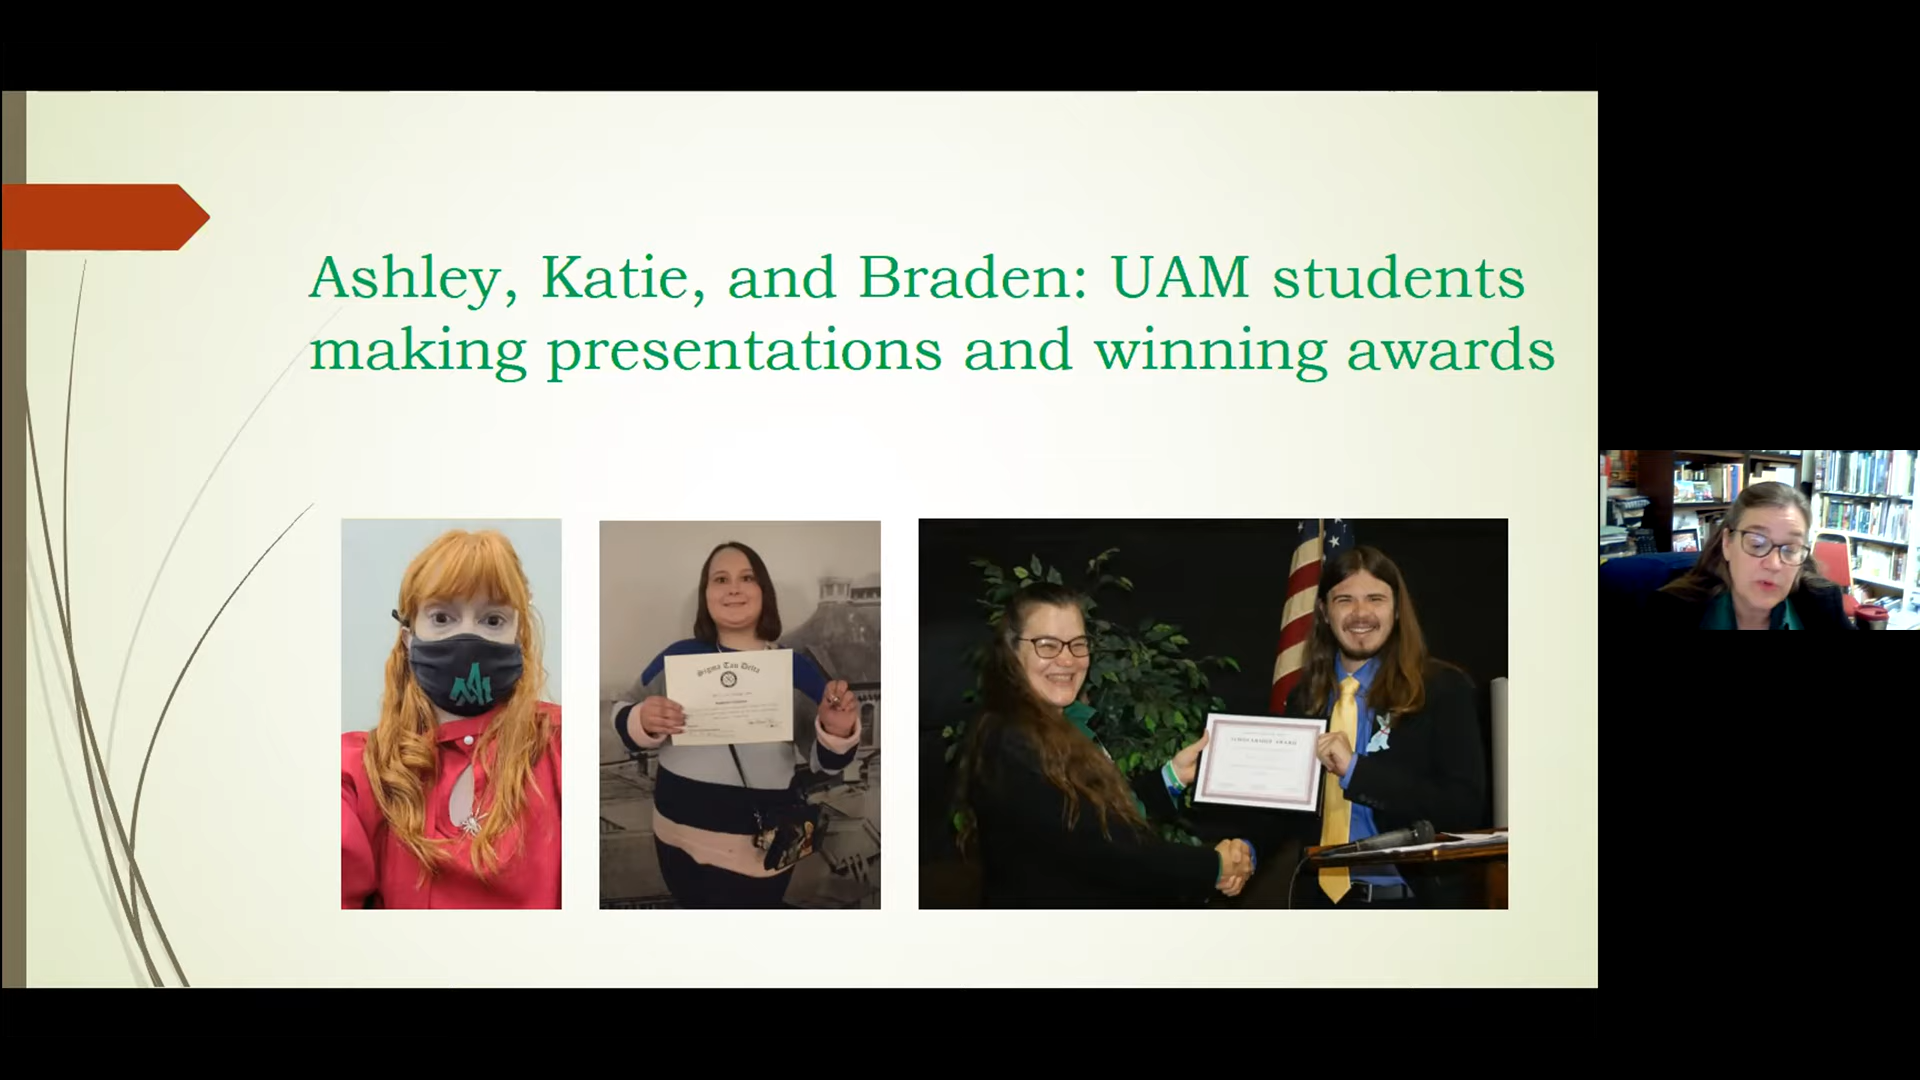 Ashley, Katie, and Braden: UAM students
making presentations and winning awards
Sigma Tau Delta
SCHOLARSHIP AWARD